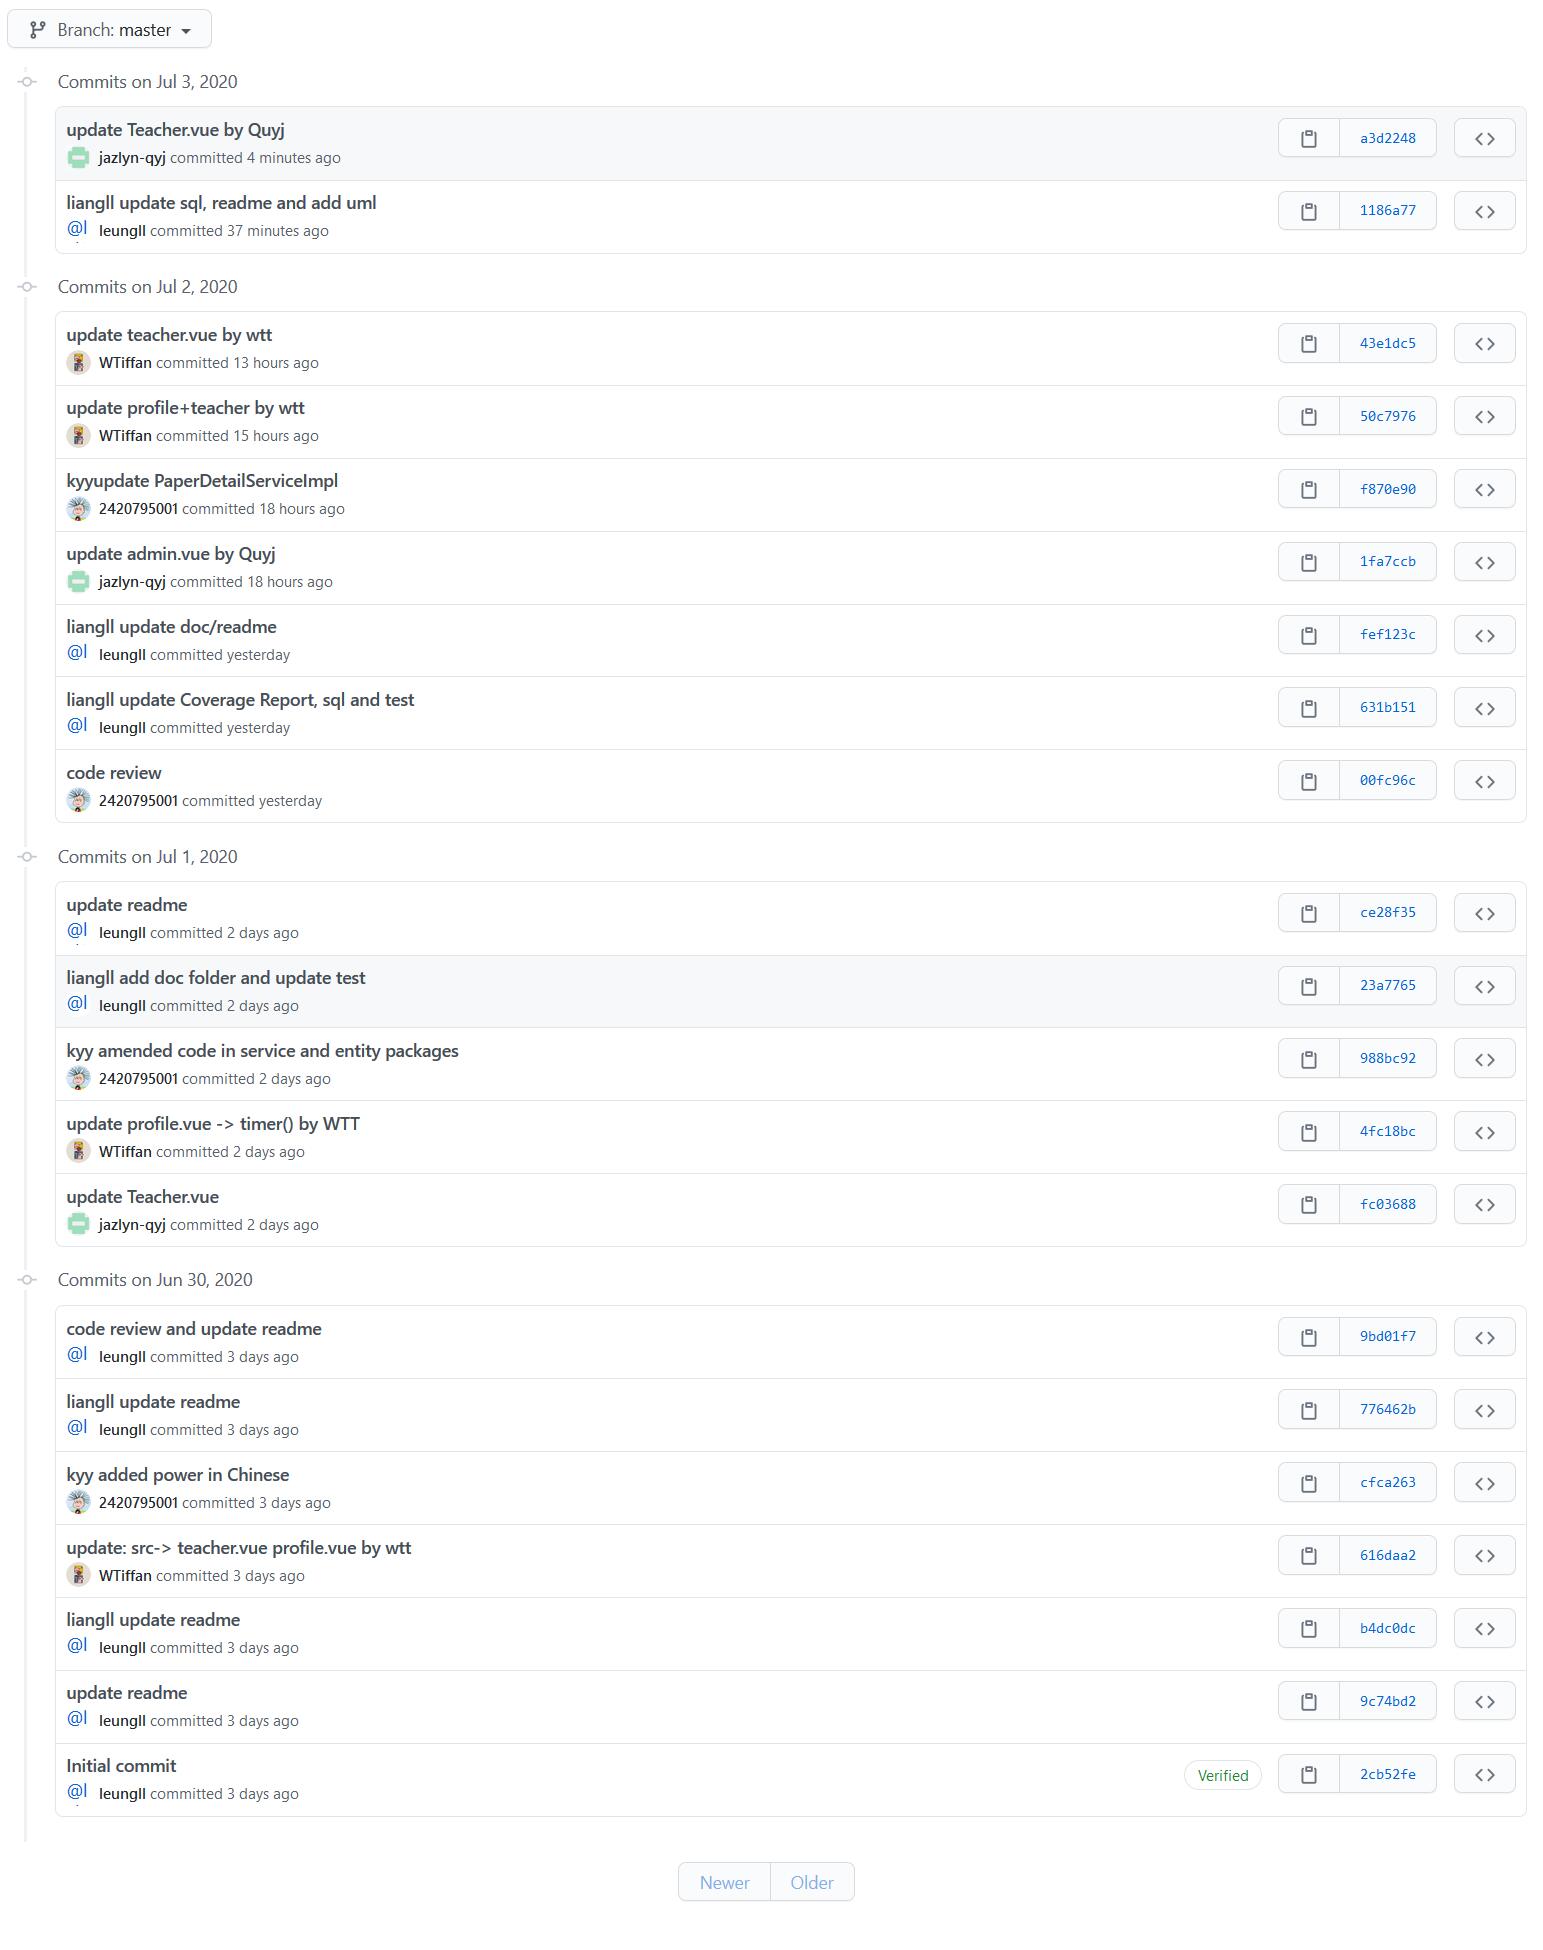 Branch: master
Commits on Jul 3, 2020
update Teacher.vue by Quyj
a3d2248
jazlyn-qyj committed 4 minutes ago
liangll update sql, readme and add uml
1186a77
@l leungll committed 37 minutes ago
Commits on Jul 2, 2020
update teacher.vue by wtt
43e1dc5
WTiffan committed 13 hours ago
update profile+teacher by wtt
50c7976
WTiffan committed 15 hours ago
kyyupdate PaperDetailServiceImpl
f870e90
2420795001 committed 18 hours ago
update admin.vue by Quyj
1fa7ccb
jazlyn-qyj committed 18 hours ago
liangll update doc/readme
fef123c
@l leungll committed yesterday
liangll update Coverage Report, sql and test
631b151
@l leungll committed yesterday
code review
00fc96c
2420795001 committed yesterday
Commits on Jul 1, 2020
update readme
ce28f35
@l leungll committed 2 days ago
liangll add doc folder and update test
23a7765
@l leungll committed 2 days ago
kyy amended code in service and entity packages
988bc92
2420795001 committed 2 days ago
update profile.vue -> timer() by WTT
4fc18bc
WTiffan committed 2 days ago
update Teacher.vue
fc03688
jazlyn-qyj committed 2 days ago
Commits on Jun 30, 2020
code review and update readme
9bd01f7
@l leungll committed 3 days ago
liangll update readme
776462b
@l leungll committed 3 days ago
kyy added power in Chinese
cfca263
2420795001 committed 3 days ago
update: src-> teacher.vue profile.vue by wtt
616daa2
WTiffan committed 3 days ago
liangll update readme
b4dc0dc
@l leungll committed 3 days ago
update readme
9c74bd2
@l leungll committed 3 days ago
Initial commit
Verified 2cb52fe
@l leungll committed 3 days ago
Newer Older